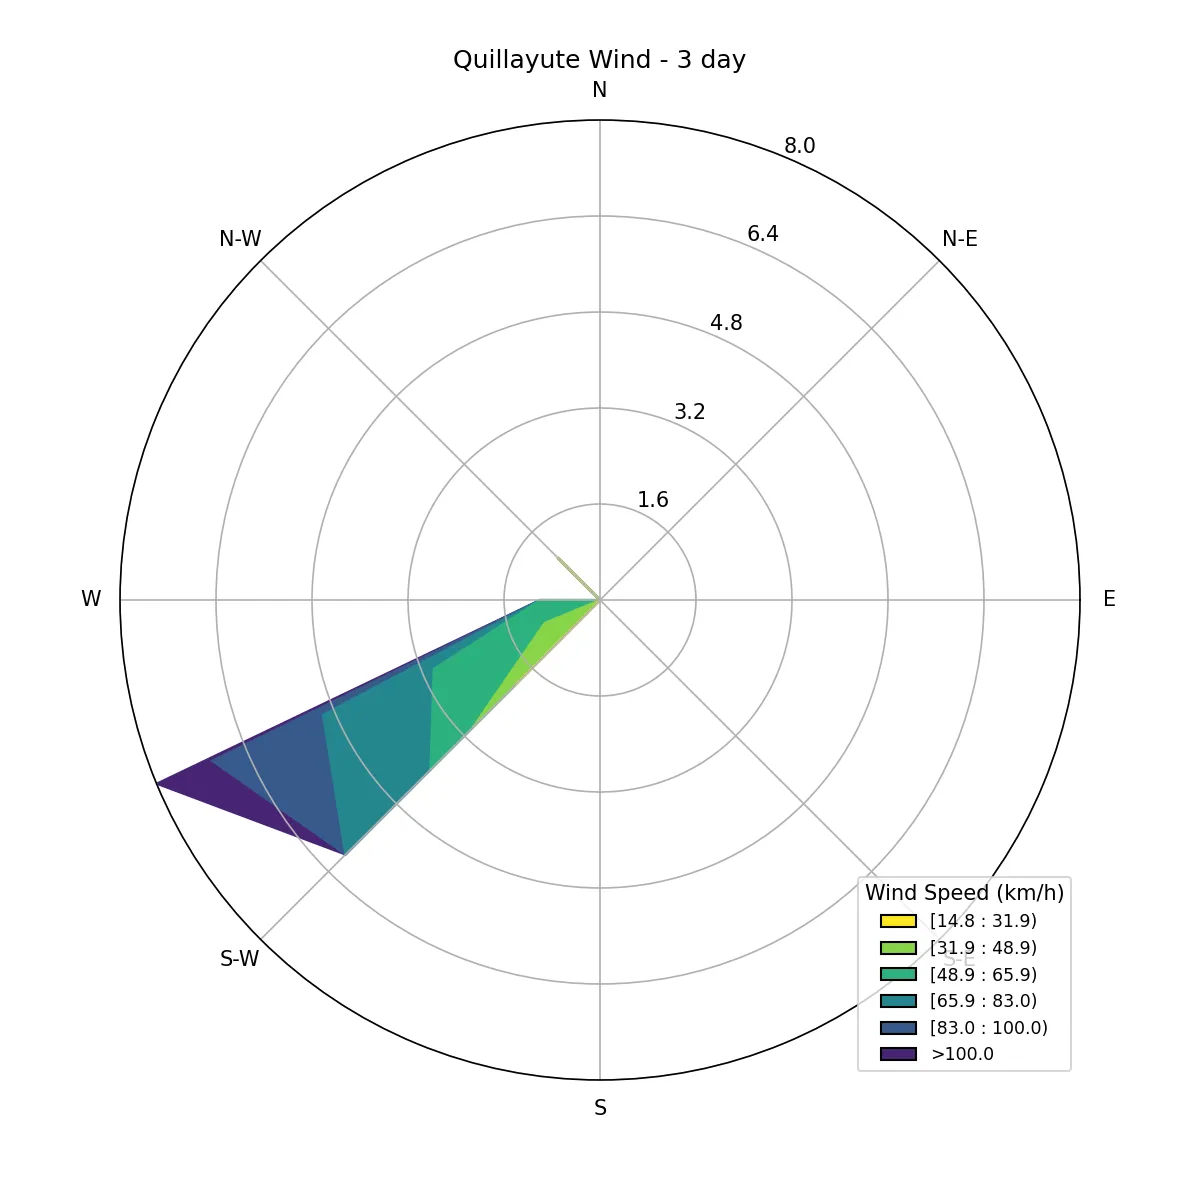 Quillayute Wind - 3 day
N
8.0
N-W
6.4
N-E
4.8
3.2
1.6
W
E
S-W
S-E
Wind Speed (km/h)
[14.8 : 31.9)
[31.9 : 48.9)
[48.9 : 65.9)
[65.9 : 83.0)
[83.0 : 100.0)
>100.0
S